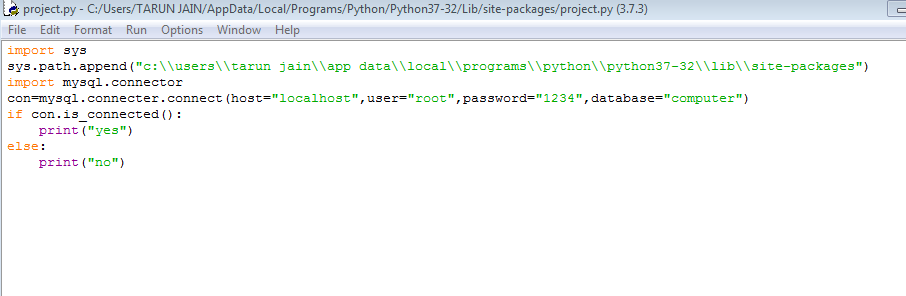 project.py - C:/Users/TARUN JAIN/AppData/Local/Programs/Python/Python37-32/Lib/site-packages/project.py (3.7.3)
File Edit Format Run Options Window Help
import sys
sys.path.append("c:\\users\\tarun jain\\app data\\local\\programs\\python\\python37-32\\lib\\site-packages")
import mysql.connector
con=mysql.connecter.connect(host="localhost",user="root",password="1234",database="computer")
if con.is_connected():
    print("yes")
else:
    print("no")